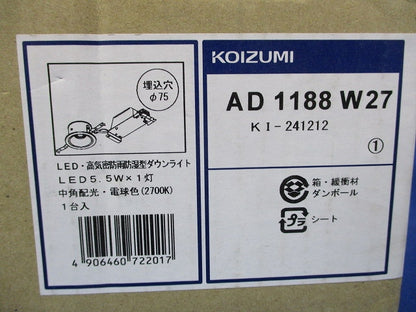 埋込穴
φ75
LED・高気密防雨防湿型ダウンライト
LED5.5W×1灯
中角配光・電球色(2700K)
1台入
4 906460 722017
KOIZUMI
AD 1188 W27
KI-241212
①
箱・緩衝材
ダンボール
プラ
シート